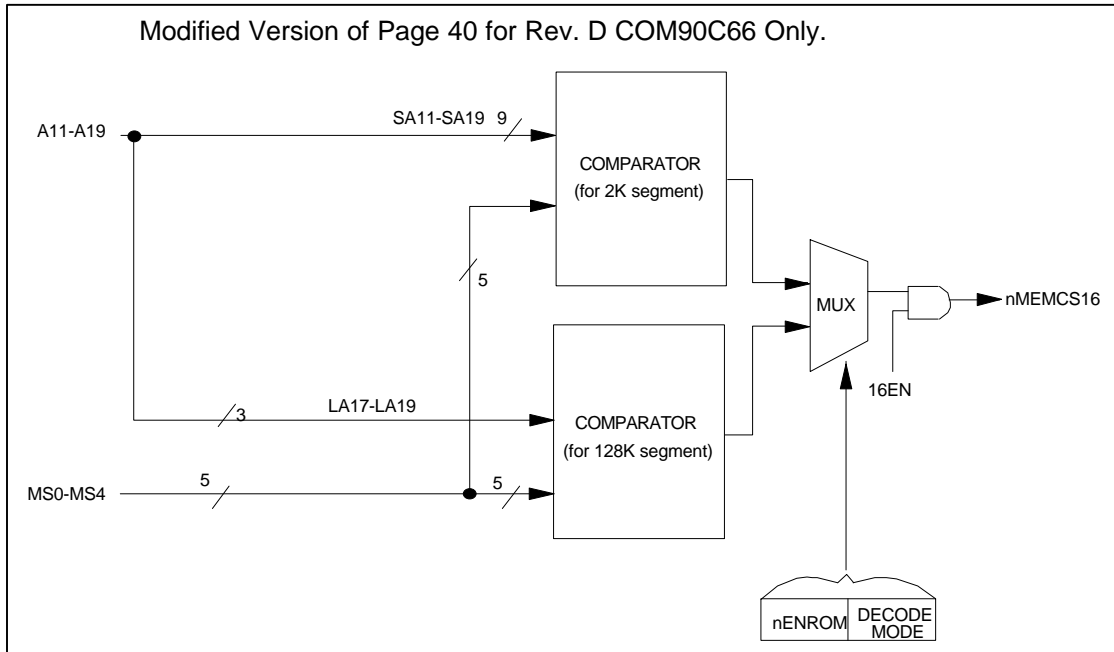 Modified Version of Page 40 for Rev. D COM90C66 Only.
A11-A19
SA11-SA19 9
COMPARATOR
(for 2K segment)
5
MUX
nMEMCS16
16EN
3
LA17-LA19
COMPARATOR
(for 128K segment)
MS0-MS4
5
5
nENROM
DECODE
MODE